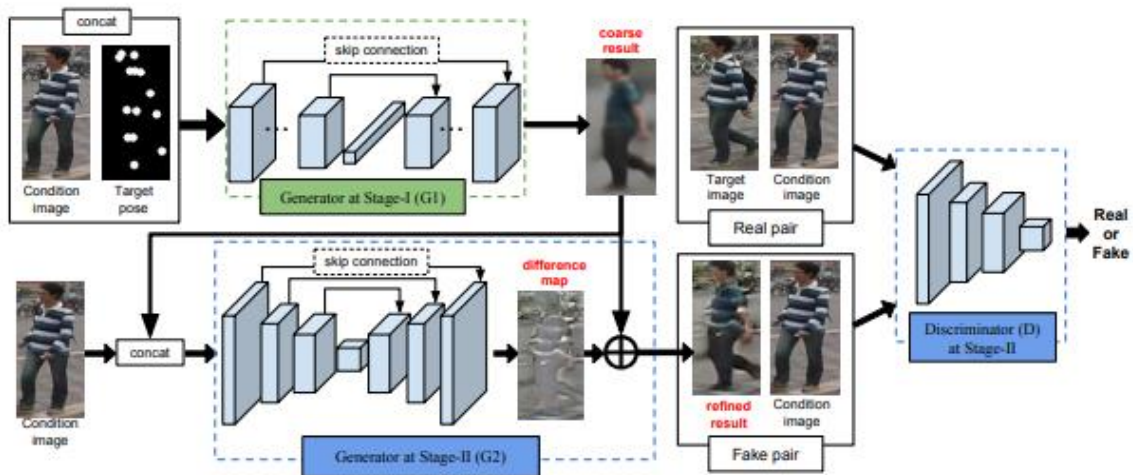 concat
Condition
image
Target
pose
skip connection
Generator at Stage-I (G1)
coarse
result
Target
image
Condition
image
Real pair
Condition
image
concat
skip connection
difference
map
Generator at Stage-II (G2)
refined
result
Condition
image
Fake pair
Discriminator (D)
at Stage-II
Real
or
Fake